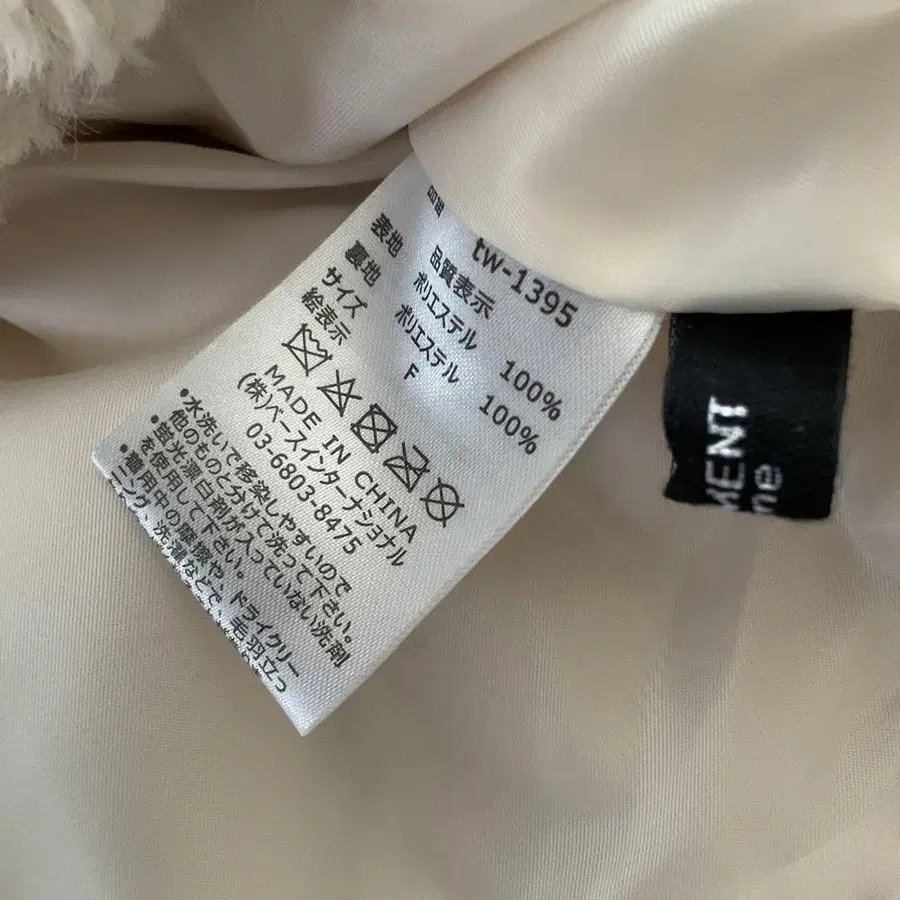 品番 tw-1395
品質表示
表地 ポリエステル 100%
裏地 ポリエステル 100%
サイズ F
絵表示
MADE IN CHINA
(株)ベースインターナショナル
03-6803-8475
・水洗いで移染しやすいので
他のものと分けて洗って下さい。
・蛍光漂白剤が入っていない洗剤
を使用して下さい。
・着用中の摩擦や、ドライクリー
ニング、洗濯などで、毛羽立つ
MENT
me